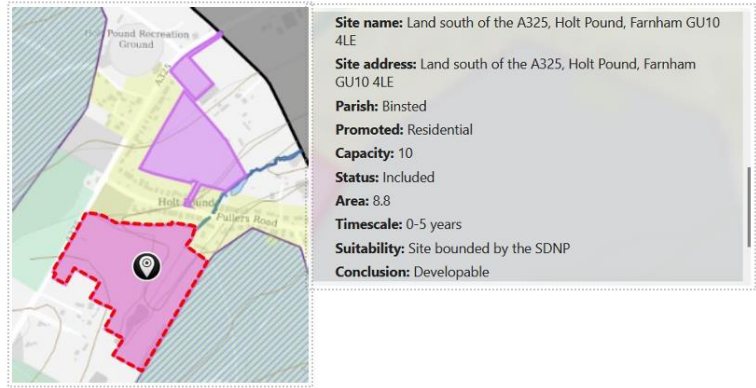 Holt Pound Recreation
Ground
A325
Holt Pound
Fullers Road
Site name: Land south of the A325, Holt Pound, Farnham GU10
4LE
Site address: Land south of the A325, Holt Pound, Farnham
GU10 4LE
Parish: Binsted
Promoted: Residential
Capacity: 10
Status: Included
Area: 8.8
Timescale: 0-5 years
Suitability: Site bounded by the SDNP
Conclusion: Developable